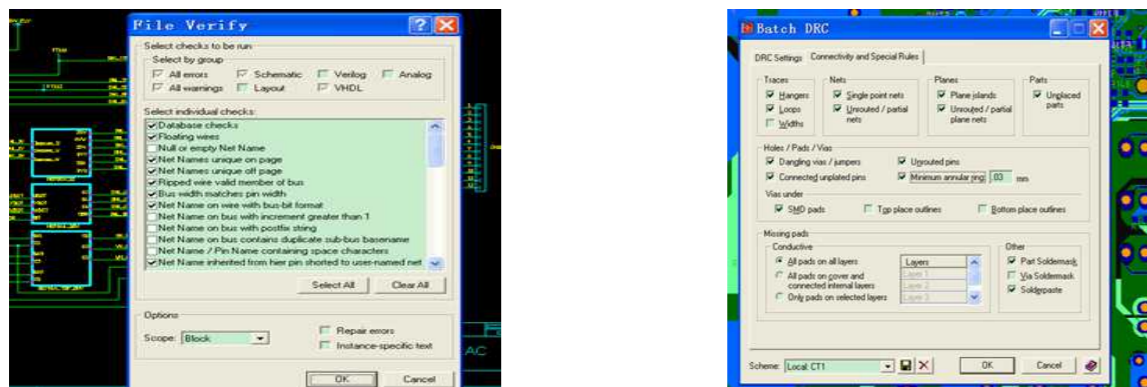 File Verify
Select checks to be run
Select by group
All errors Schematic Verilog Analog
All warnings Layout VHDL
Select individual checks:
Database checks
Floating wires
Null or empty Net Name
Net Names unique on page
Net Names unique off page
Ripped wire valid member of bus
Bus width matches pin width
Net Name on wire with bus-bit format
Net Name on bus with increment greater than 1
Net Name on bus with postfix string
Net Name on bus contains duplicate sub-bus basename
Net Name / Pin Name containing space characters
Net Name inherited from hier pin shorted to user-named net
Select All Clear All
Options
Scope: Block
Repair errors
Instance-specific text
OK Cancel
AC
Batch DRC
DRC Settings Connectivity and Special Rules
Traces Nets Planes Parts
Hangers Single point nets Plane islands Unplaced parts
Loops Unrouted / partial nets Unrouted / partial plane nets
Widths
Holes / Pads / Vias
Dangling vias / jumpers Unrouted pins
Connected unplated pins Minimum annular ring .03 mm
Vias under
SMD pads Top place outlines Bottom place outlines
Missing pads
Conductive Other
All pads on all layers Layers Part Soldermask
All pads on cover and connected internal layers Layer 1 Layer 2 Via Soldermask
Only pads on selected layers Layer 3 Solderpaste
Scheme: Local: CT1 OK Cancel